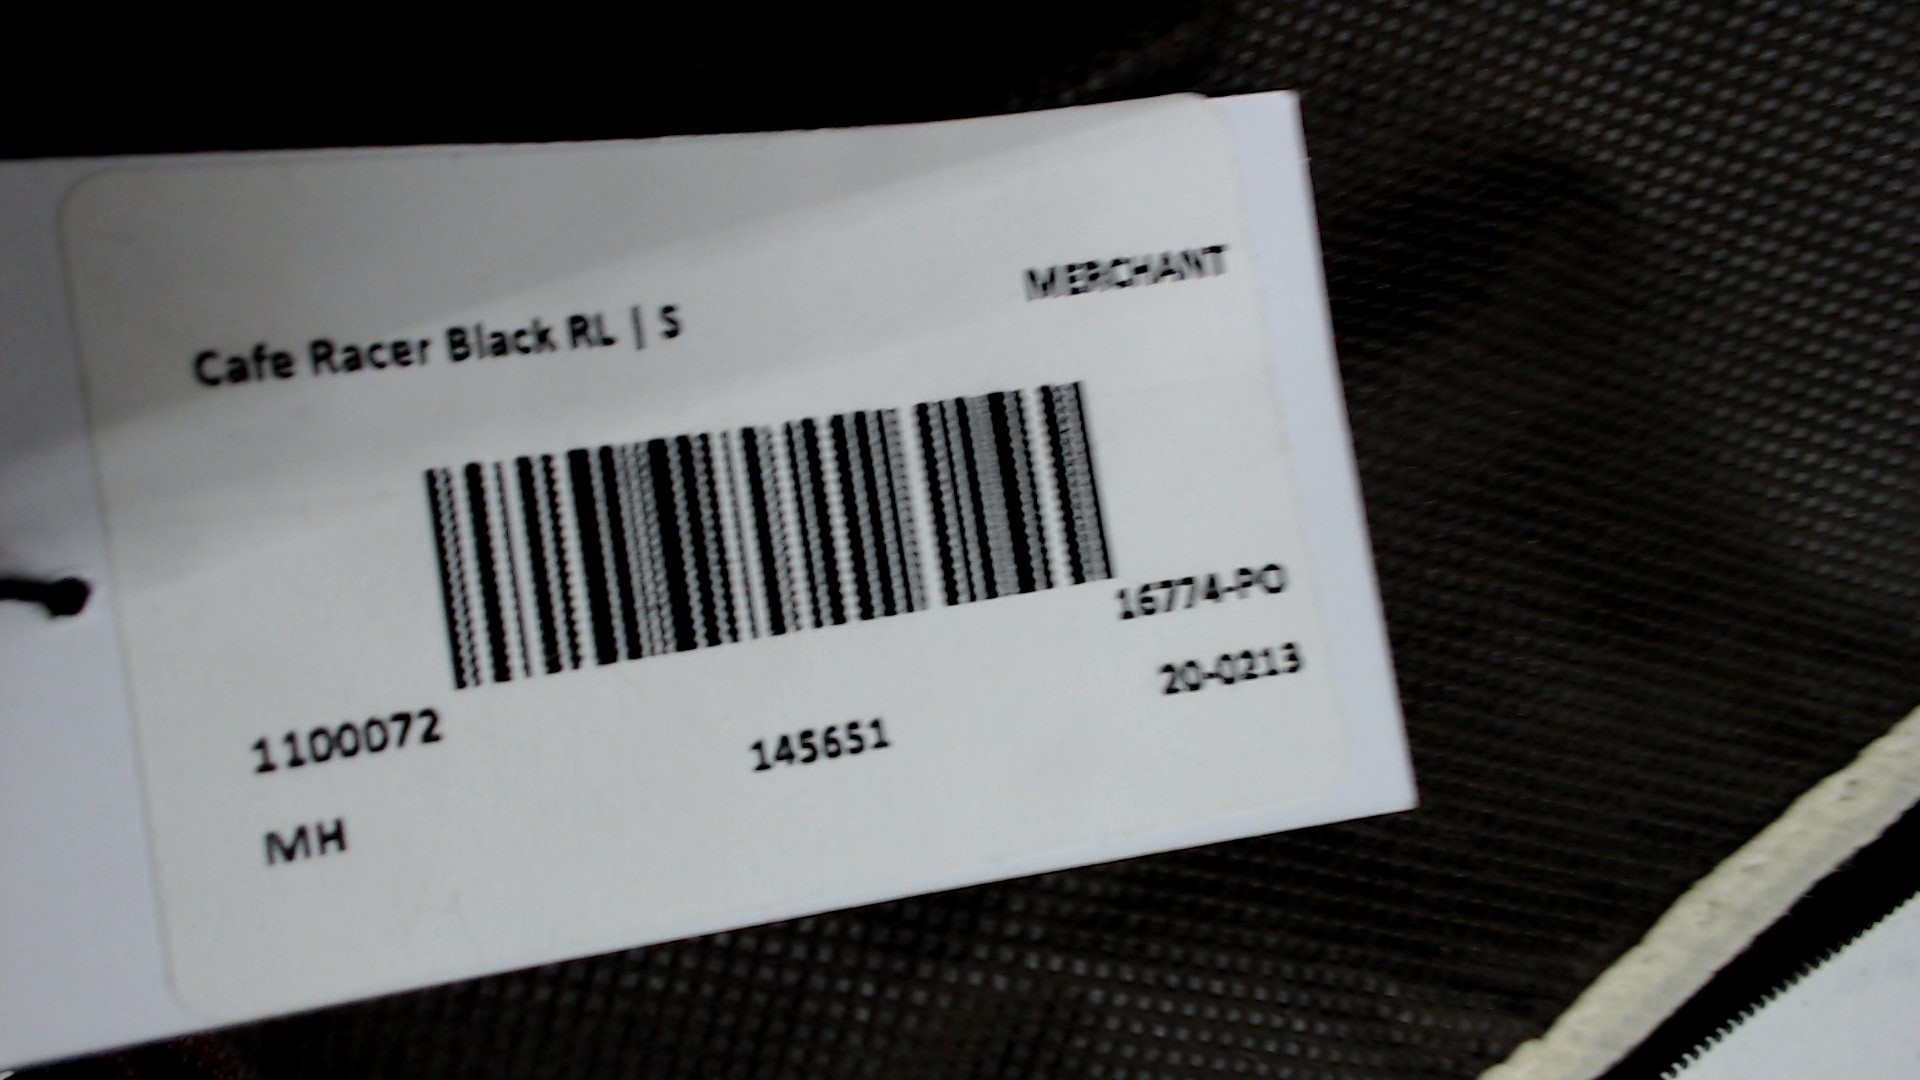 MERCHANT
Cafe Racer Black RL | S
16774-PO
20-0213
1100072
145651
MH